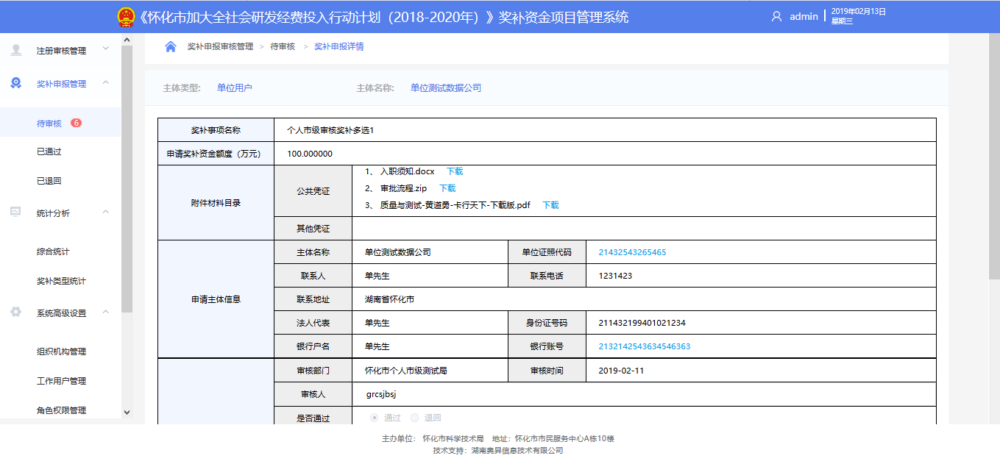 《怀化市加大全社会研发经费投入行动计划（2018-2020年）》奖补资金项目管理系统
admin
2019年02月13日
星期三
注册审核管理
奖补申报管理
待审核 6
已通过
已退回
统计分析
综合统计
奖补类型统计
系统高级设置
组织机构管理
工作用户管理
角色权限管理
奖补申报审核管理 > 待审核 > 奖补申报详情
主体类型: 单位用户 主体名称: 单位测试数据公司
奖补事项名称 个人市级审核奖补多选1
申请奖补资金额度（万元） 100.000000
附件材料目录
公共凭证
1、 入职须知.docx 下载
2、 审批流程.zip 下载
3、 质量与测试-黄道勇-卡行天下-下载版.pdf 下载
其他凭证
申请主体信息
主体名称 单位测试数据公司 单位证照代码 21432543265465
联系人 单先生 联系电话 1231423
联系地址 湖南省怀化市
法人代表 单先生 身份证号码 211432199401021234
银行户名 单先生 银行账号 2132142543634546363
审核部门 怀化市个人市级测试局 审核时间 2019-02-11
审核人 grcsjbsj
是否通过 通过 退回
主办单位： 怀化市科学技术局 地址： 怀化市市民服务中心A栋10楼
技术支持： 湖南奥昇信息技术有限公司